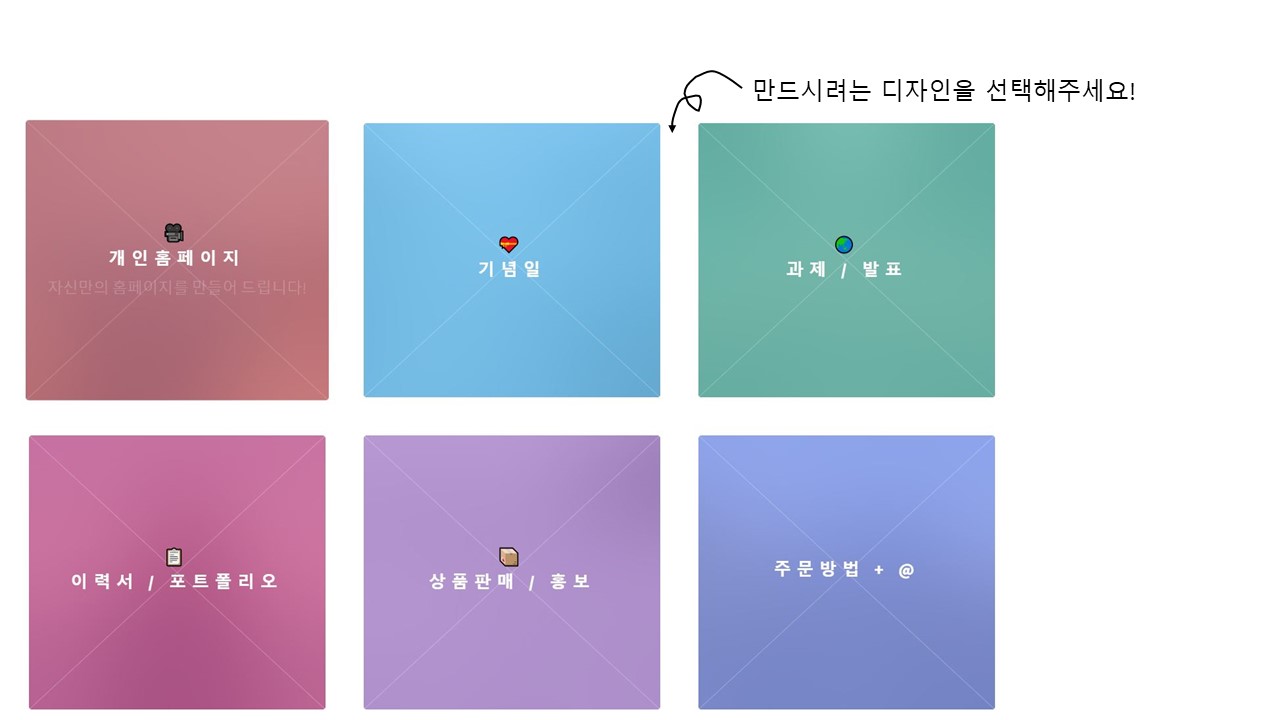 만드시려는 디자인을 선택해주세요!
개인홈페이지
자신만의 홈페이지를 만들어 드립니다!
기념일
과제 / 발표
이력서 / 포트폴리오
상품판매 / 홍보
주문방법 + @